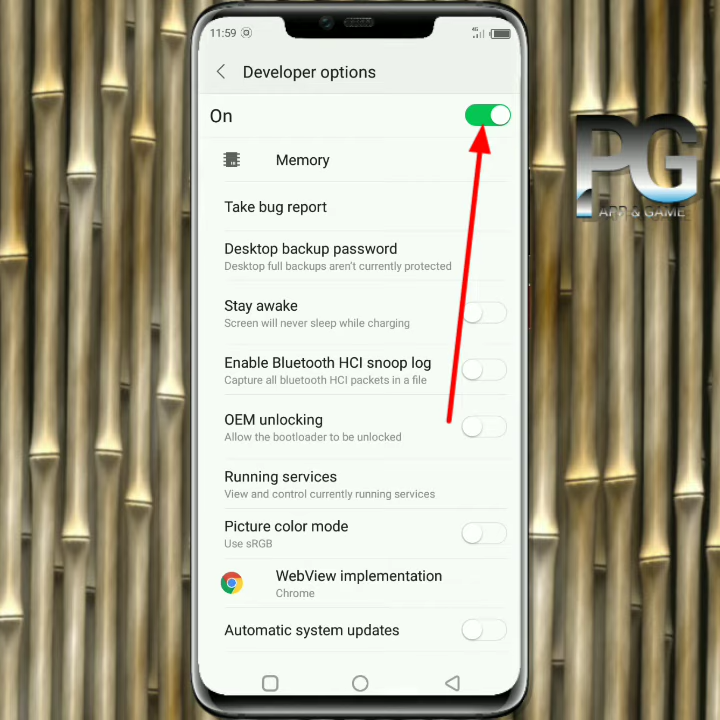 11:59
4G
Developer options
On
Memory
Take bug report
Desktop backup password
Desktop full backups aren't currently protected
Stay awake
Screen will never sleep while charging
Enable Bluetooth HCI snoop log
Capture all bluetooth HCI packets in a file
OEM unlocking
Allow the bootloader to be unlocked
Running services
View and control currently running services
Picture color mode
Use sRGB
WebView implementation
Chrome
Automatic system updates
PG
APP & GAME